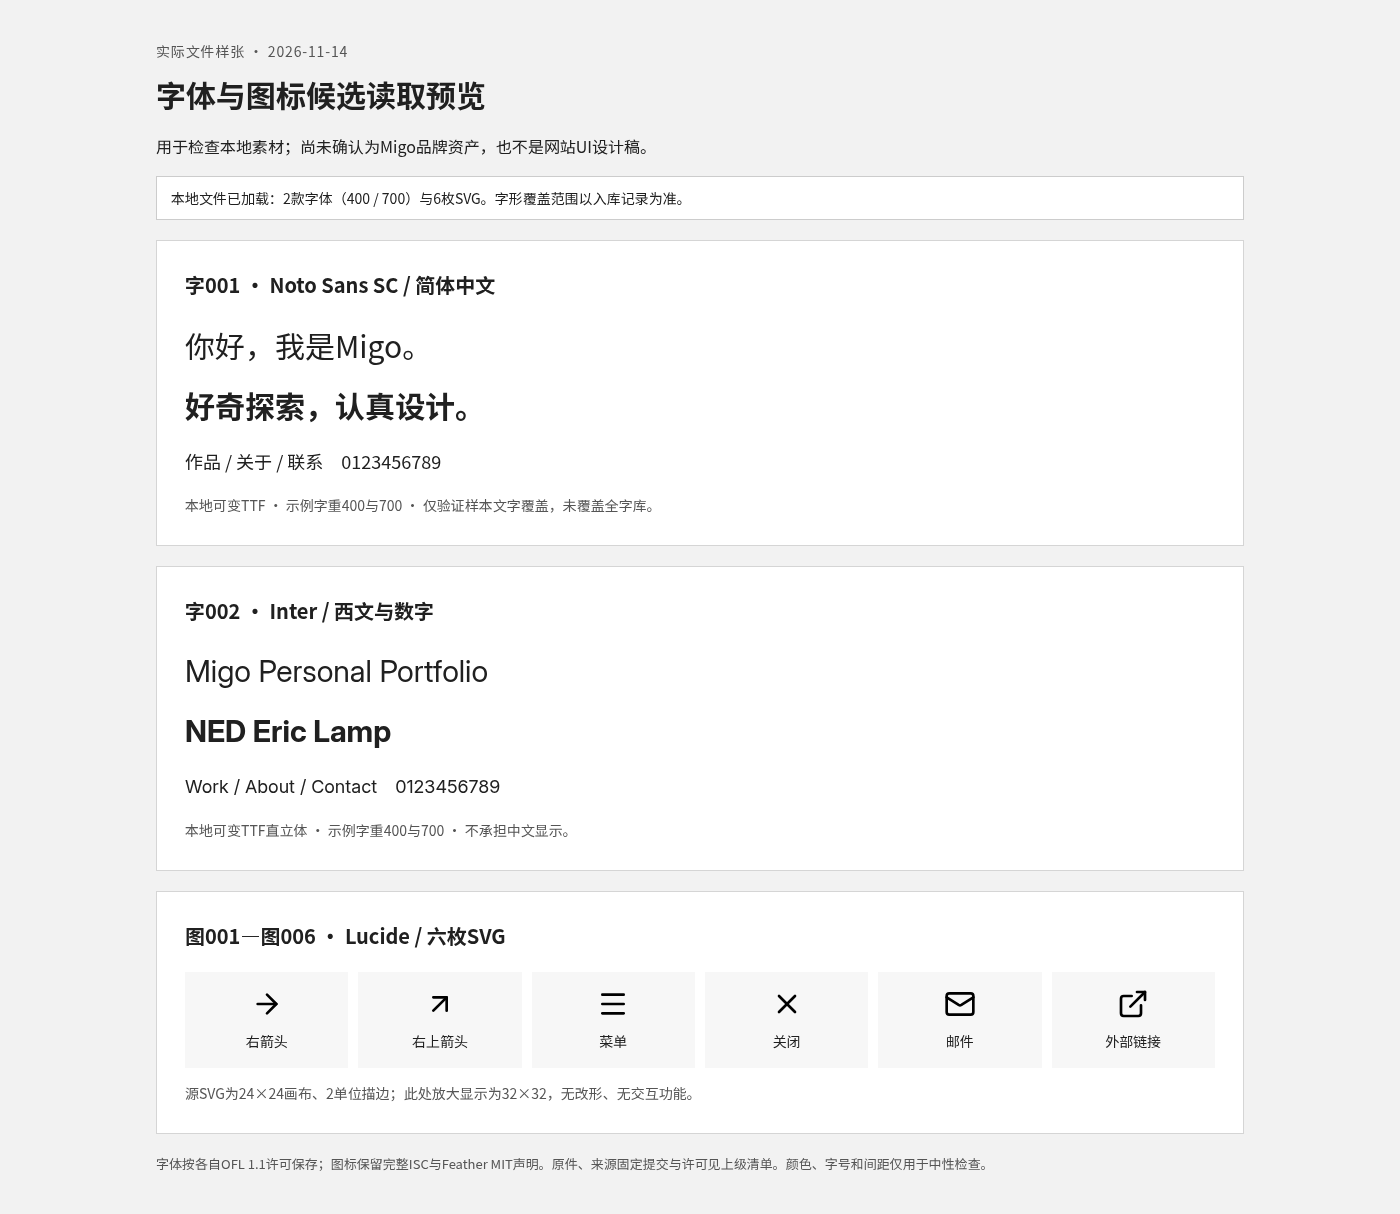 实际文件样张 · 2026-11-14
字体与图标候选读取预览
用于检查本地素材；尚未确认为Migo品牌资产，也不是网站UI设计稿。
本地文件已加载：2款字体（400 / 700）与6枚SVG。字形覆盖范围以入库记录为准。
字001 · Noto Sans SC / 简体中文
你好，我是Migo。
好奇探索，认真设计。
作品 / 关于 / 联系　0123456789
本地可变TTF · 示例字重400与700 · 仅验证样本文字覆盖，未覆盖全字库。
字002 · Inter / 西文与数字
Migo Personal Portfolio
NED Eric Lamp
Work / About / Contact　0123456789
本地可变TTF直立体 · 示例字重400与700 · 不承担中文显示。
图001—图006 · Lucide / 六枚SVG
右箭头
右上箭头
菜单
关闭
邮件
外部链接
源SVG为24×24画布、2单位描边；此处放大显示为32×32，无改形、无交互功能。
字体按各自OFL 1.1许可保存；图标保留完整ISC与Feather MIT声明。原件、来源固定提交与许可见上级清单。颜色、字号和间距仅用于中性检查。